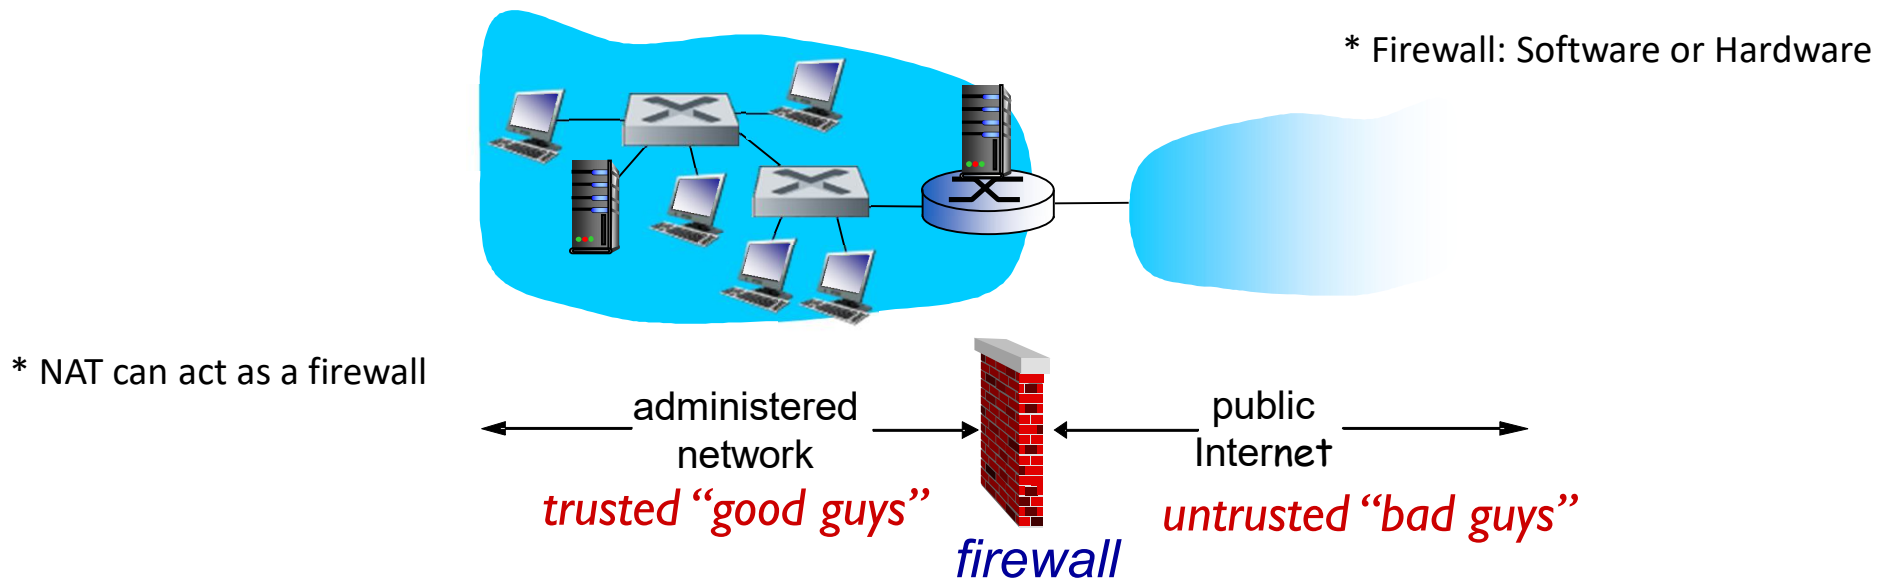 * Firewall: Software or Hardware
* NAT can act as a firewall
administered
network
trusted “good guys”
public
Internet
untrusted “bad guys”
firewall